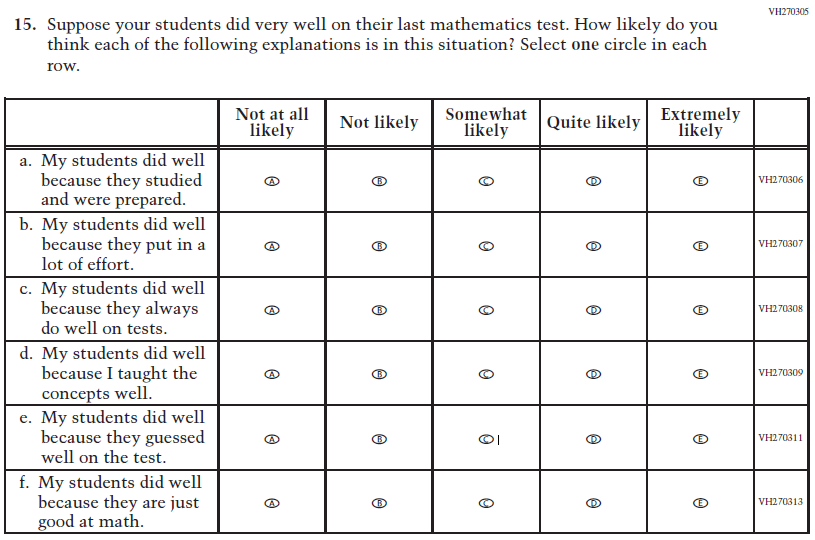 VH270305
15. Suppose your students did very well on their last mathematics test. How likely do you
think each of the following explanations is in this situation? Select one circle in each
row.
Not at all
likely
Not likely
Somewhat
likely
Quite likely
Extremely
likely
a. My students did well
because they studied
and were prepared.
A B C D E VH270306
b. My students did well
because they put in a
lot of effort.
A B C D E VH270307
c. My students did well
because they always
do well on tests.
A B C D E VH270308
d. My students did well
because I taught the
concepts well.
A B C D E VH270309
e. My students did well
because they guessed
well on the test.
A B C D E VH270311
f. My students did well
because they are just
good at math.
A B C D E VH270313